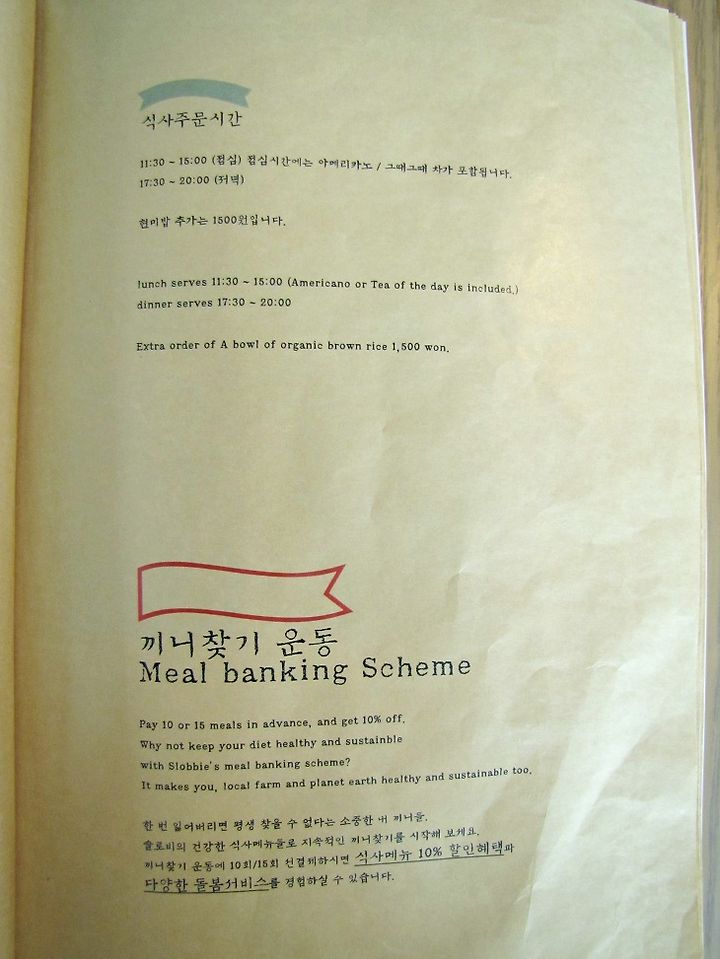 식사주문시간
11:30 ~ 15:00 (점심) 점심시간에는 아메리카노 / 그때그때 차가 포함됩니다.
17:30 ~ 20:00 (저녁)
현미밥 추가는 1500원입니다.
lunch serves 11:30 ~ 15:00 (Americano or Tea of the day is included.)
dinner serves 17:30 ~ 20:00
Extra order of A bowl of organic brown rice 1,500 won.
끼니찾기 운동
Meal banking Scheme
Pay 10 or 15 meals in advance, and get 10% off.
Why not keep your diet healthy and sustainble
with Slobbie's meal banking scheme?
It makes you, local farm and planet earth healthy and sustainable too.
한 번 잃어버리면 평생 찾을 수 없다는 소중한 내 끼니들.
슬로비의 건강한 식사메뉴들로 지속적인 끼니찾기를 시작해 보세요.
끼니찾기 운동에 10회/15회 선결제하시면 식사메뉴 10% 할인혜택과
다양한 돌봄서비스를 경험하실 수 있습니다.